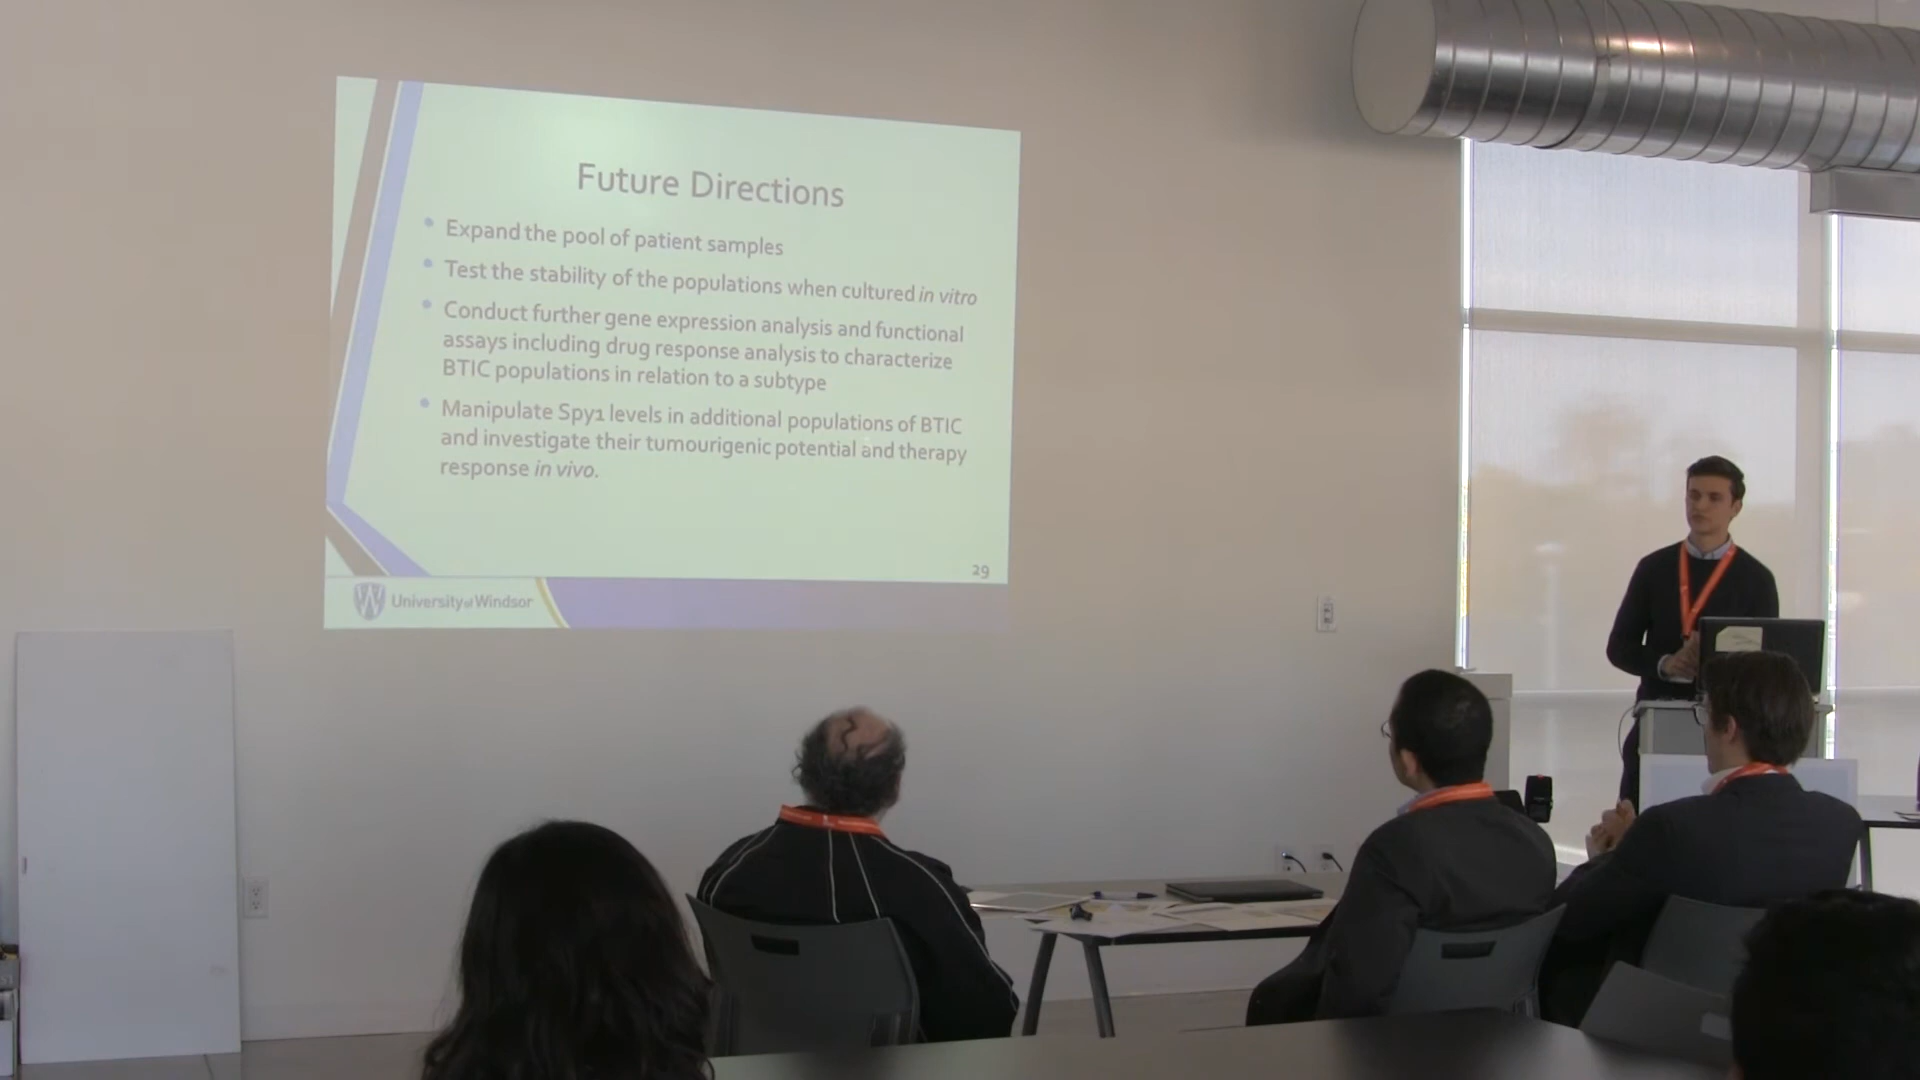 Future Directions
• Expand the pool of patient samples
• Test the stability of the populations when cultured in vitro
• Conduct further gene expression analysis and functional
assays including drug response analysis to characterize
BTIC populations in relation to a subtype
• Manipulate Spy1 levels in additional populations of BTIC
and investigate their tumourigenic potential and therapy
response in vivo.
29
University of Windsor